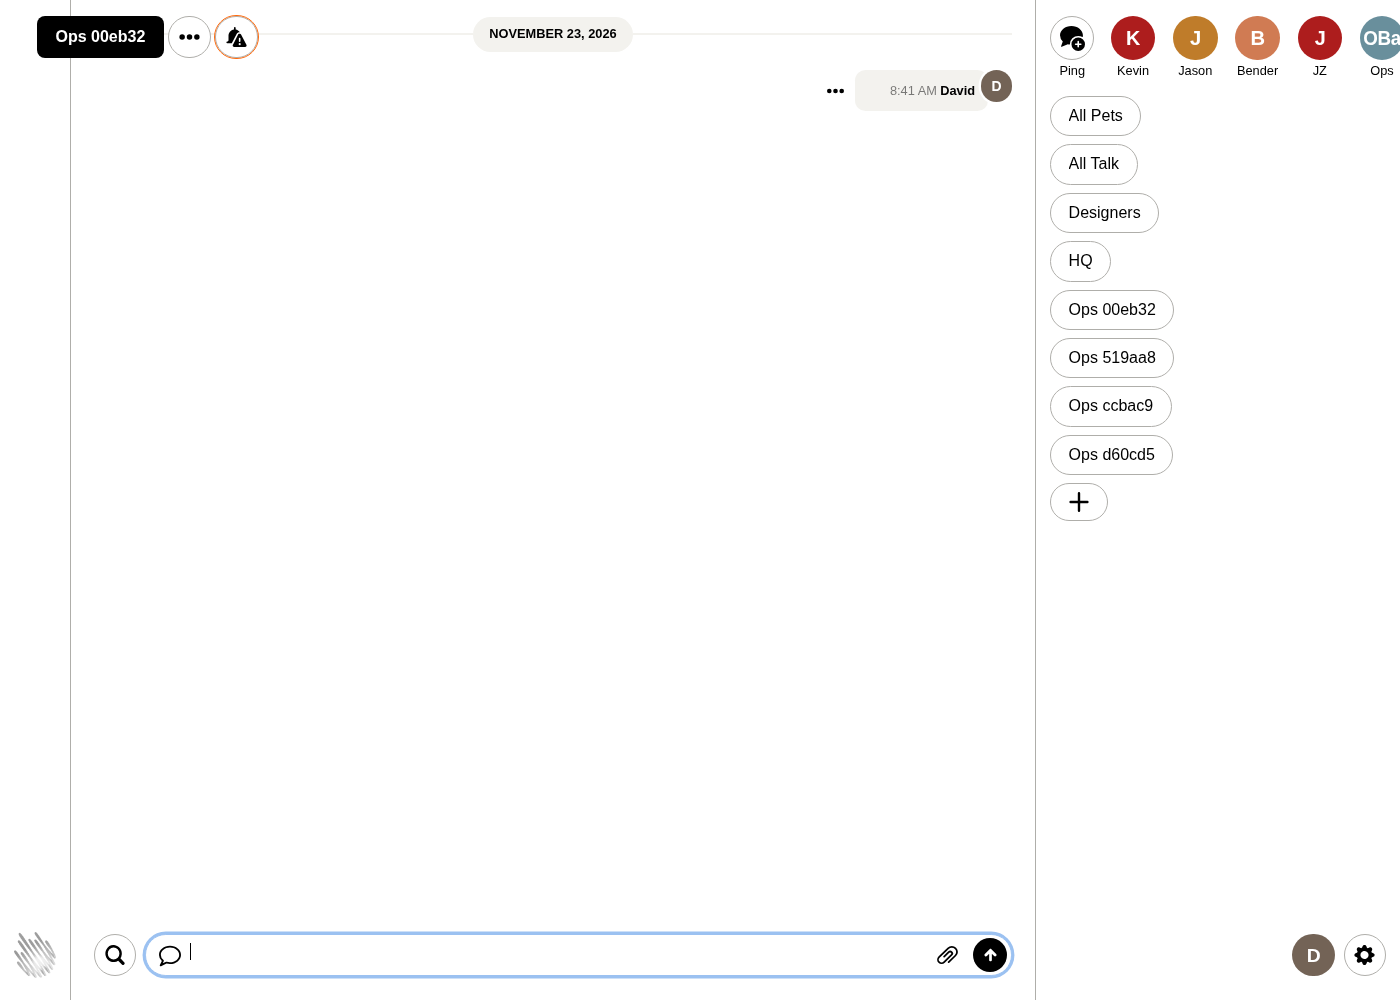 Ops 00eb32
NOVEMBER 23, 2026
8:41 AM David
D
K
J
B
J
OBa
Ping
Kevin
Jason
Bender
JZ
Ops
All Pets
All Talk
Designers
HQ
Ops 00eb32
Ops 519aa8
Ops ccbac9
Ops d60cd5
D